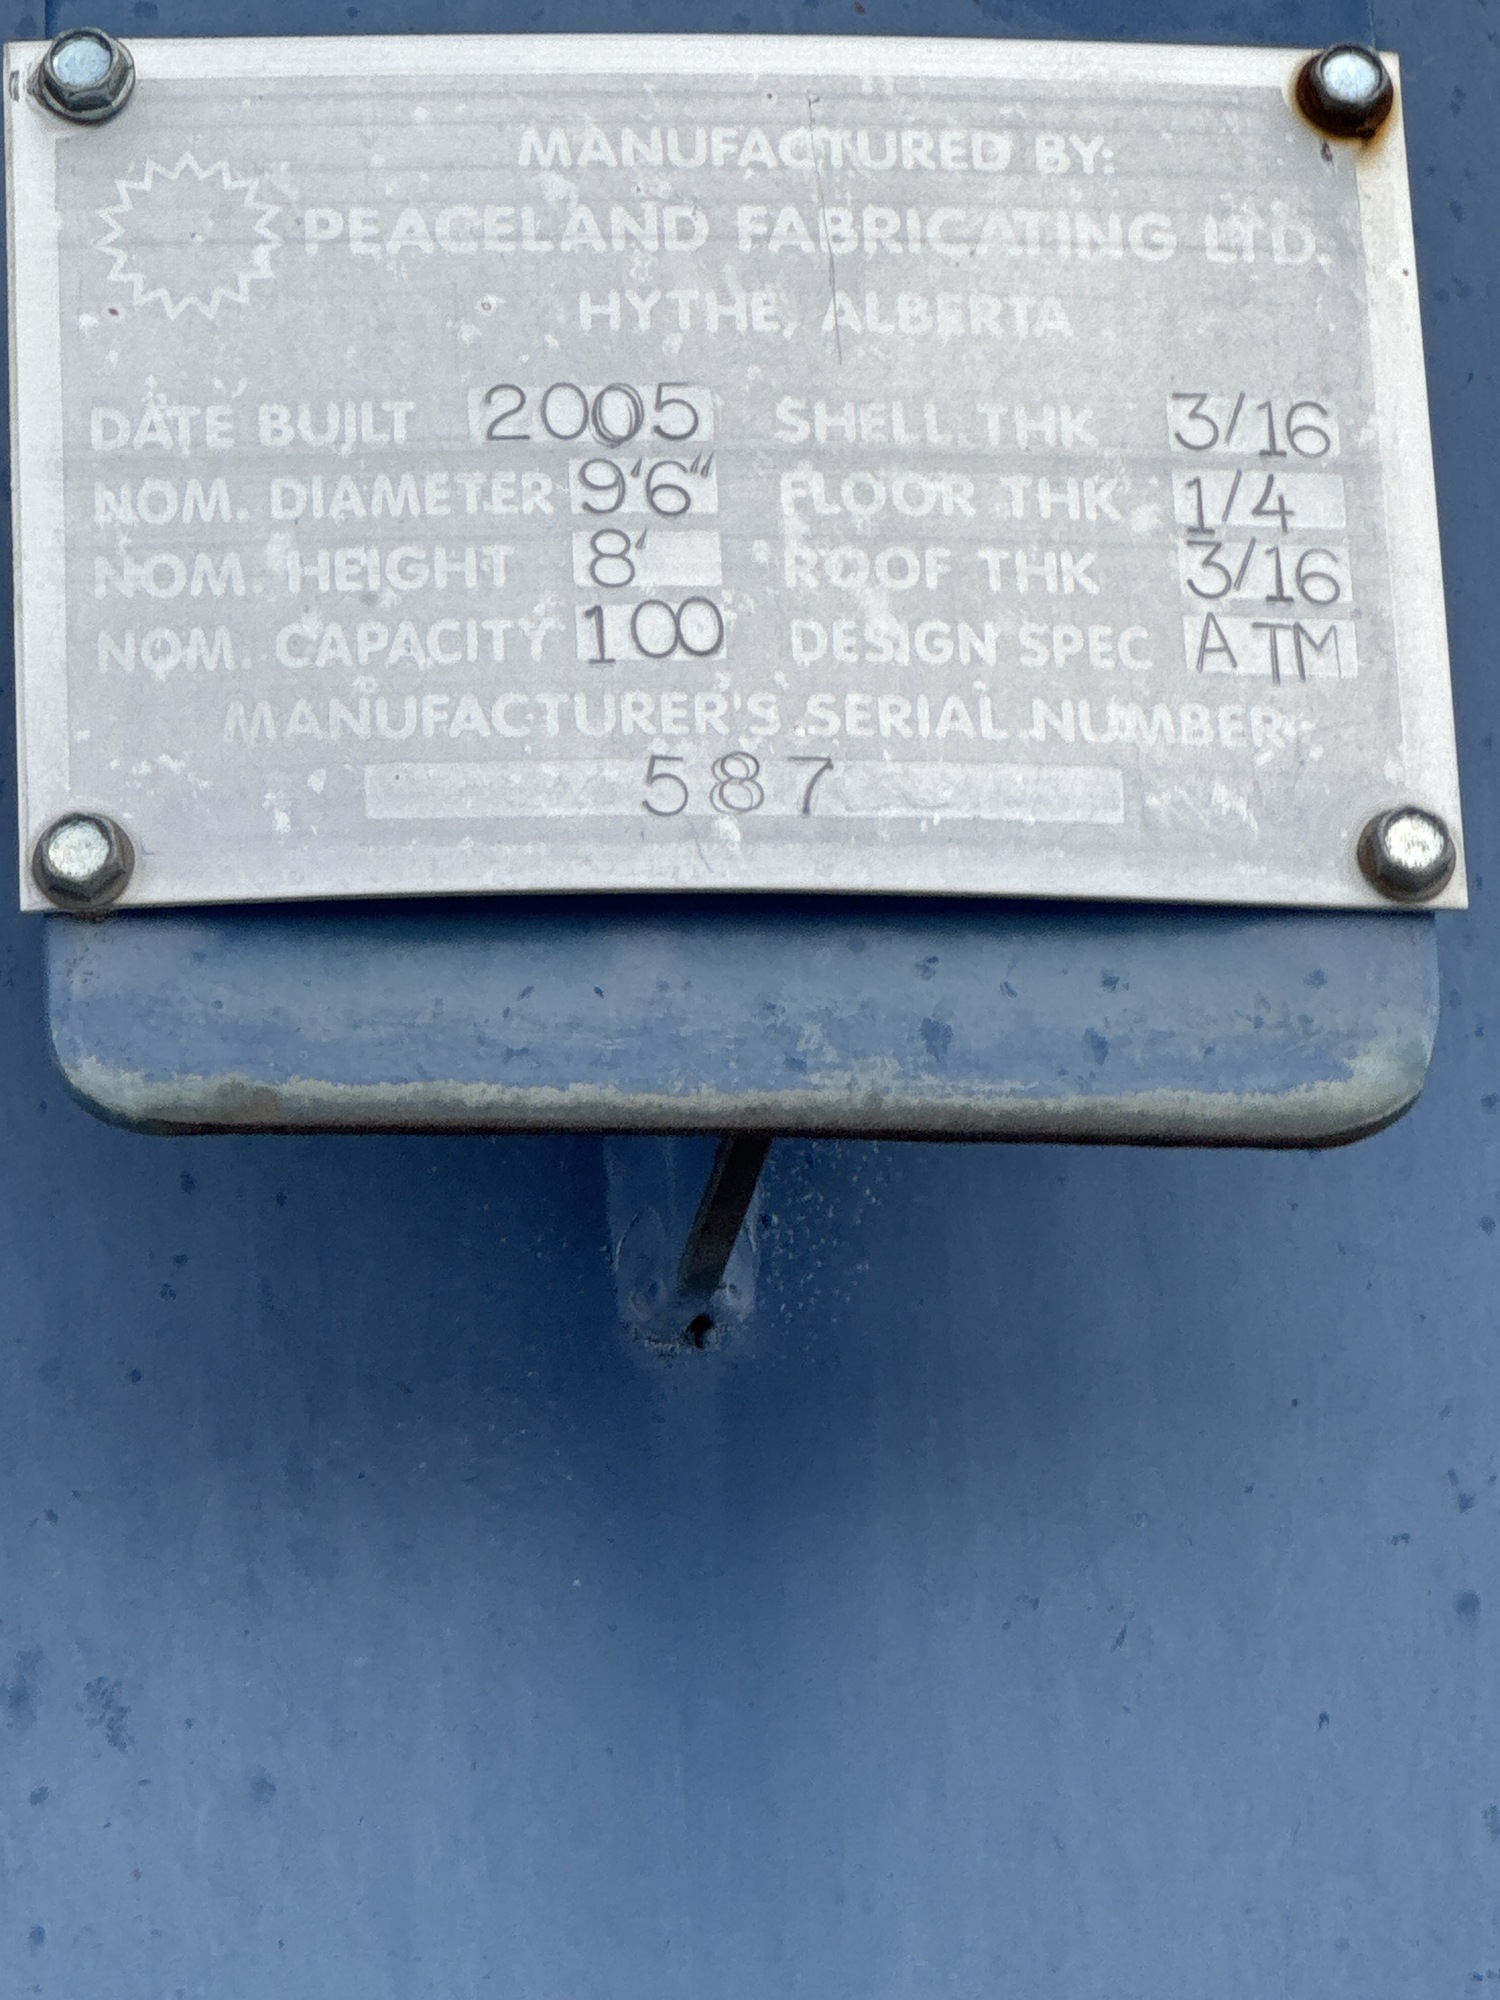 MANUFACTURED BY:
PEACELAND FABRICATING LTD.
HYTHE, ALBERTA
DATE BUILT 2005 SHELL THK 3/16
NOM. DIAMETER 9'6" FLOOR THK 1/4
NOM. HEIGHT 8' ROOF THK 3/16
NOM. CAPACITY 100 DESIGN SPEC ATM
MANUFACTURER'S SERIAL NUMBER
587